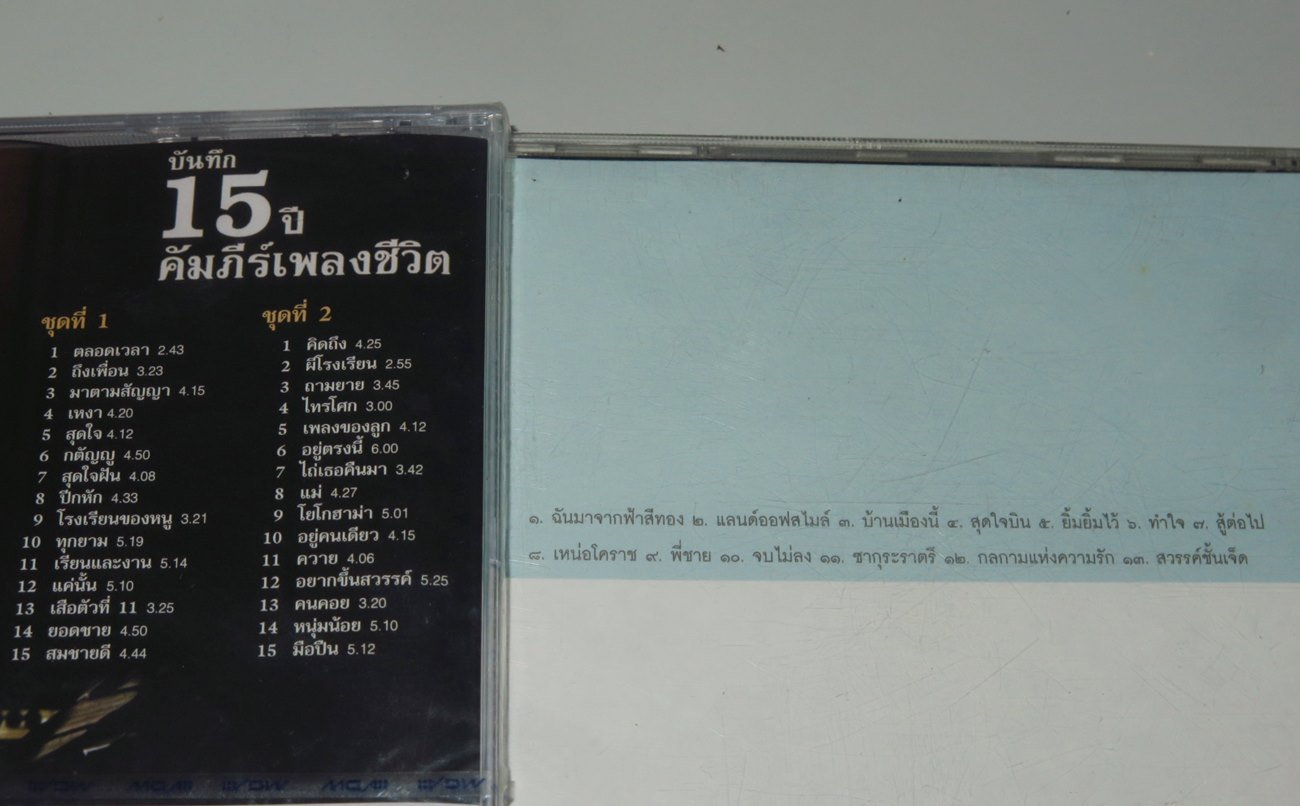 บันทึก
15 ปี
คัมภีร์เพลงชีวิต
ชุดที่ 1
1 ตลอดเวลา 2.43
2 ถึงเพื่อน 3.23
3 มาตามสัญญา 4.15
4 เหงา 4.20
5 สุดใจ 4.12
6 กตัญญู 4.50
7 สุดใจฝัน 4.08
8 ปีกหัก 4.33
9 โรงเรียนของหนู 3.21
10 ทุกยาม 5.19
11 เรียนและงาน 5.14
12 แค่นั้น 5.10
13 เสือตัวที่ 11 3.25
14 ยอดชาย 4.50
15 สมชายดี 4.44
ชุดที่ 2
1 คิดถึง 4.25
2 ผีโรงเรียน 2.55
3 ถามยาย 3.45
4 ไทรโศก 3.00
5 เพลงของลูก 4.12
6 อยู่ตรงนี้ 6.00
7 ไถ่เธอคืนมา 3.42
8 แม่ 4.27
9 โยโกฮาม่า 5.01
10 อยู่คนเดียว 4.15
11 ควาย 4.06
12 อยากขึ้นสวรรค์ 5.25
13 คนคอย 3.20
14 หนุ่มน้อย 5.10
15 มือปืน 5.12
๑. ฉันมาจากฟ้าสีทอง ๒. แลนด์ออฟสไมล์ ๓. บ้านเมืองนี้ ๔. สุดใจบิน ๕. ยิ้มยิ้มไว้ ๖. ทำใจ ๗. สู้ต่อไป
๘. เหน่อโคราช ๙. พี่ชาย ๑๐. จบไม่ลง ๑๑. ซากุระราตรี ๑๒. กลกามแห่งความรัก ๑๓. สวรรค์ชั้นเจ็ด